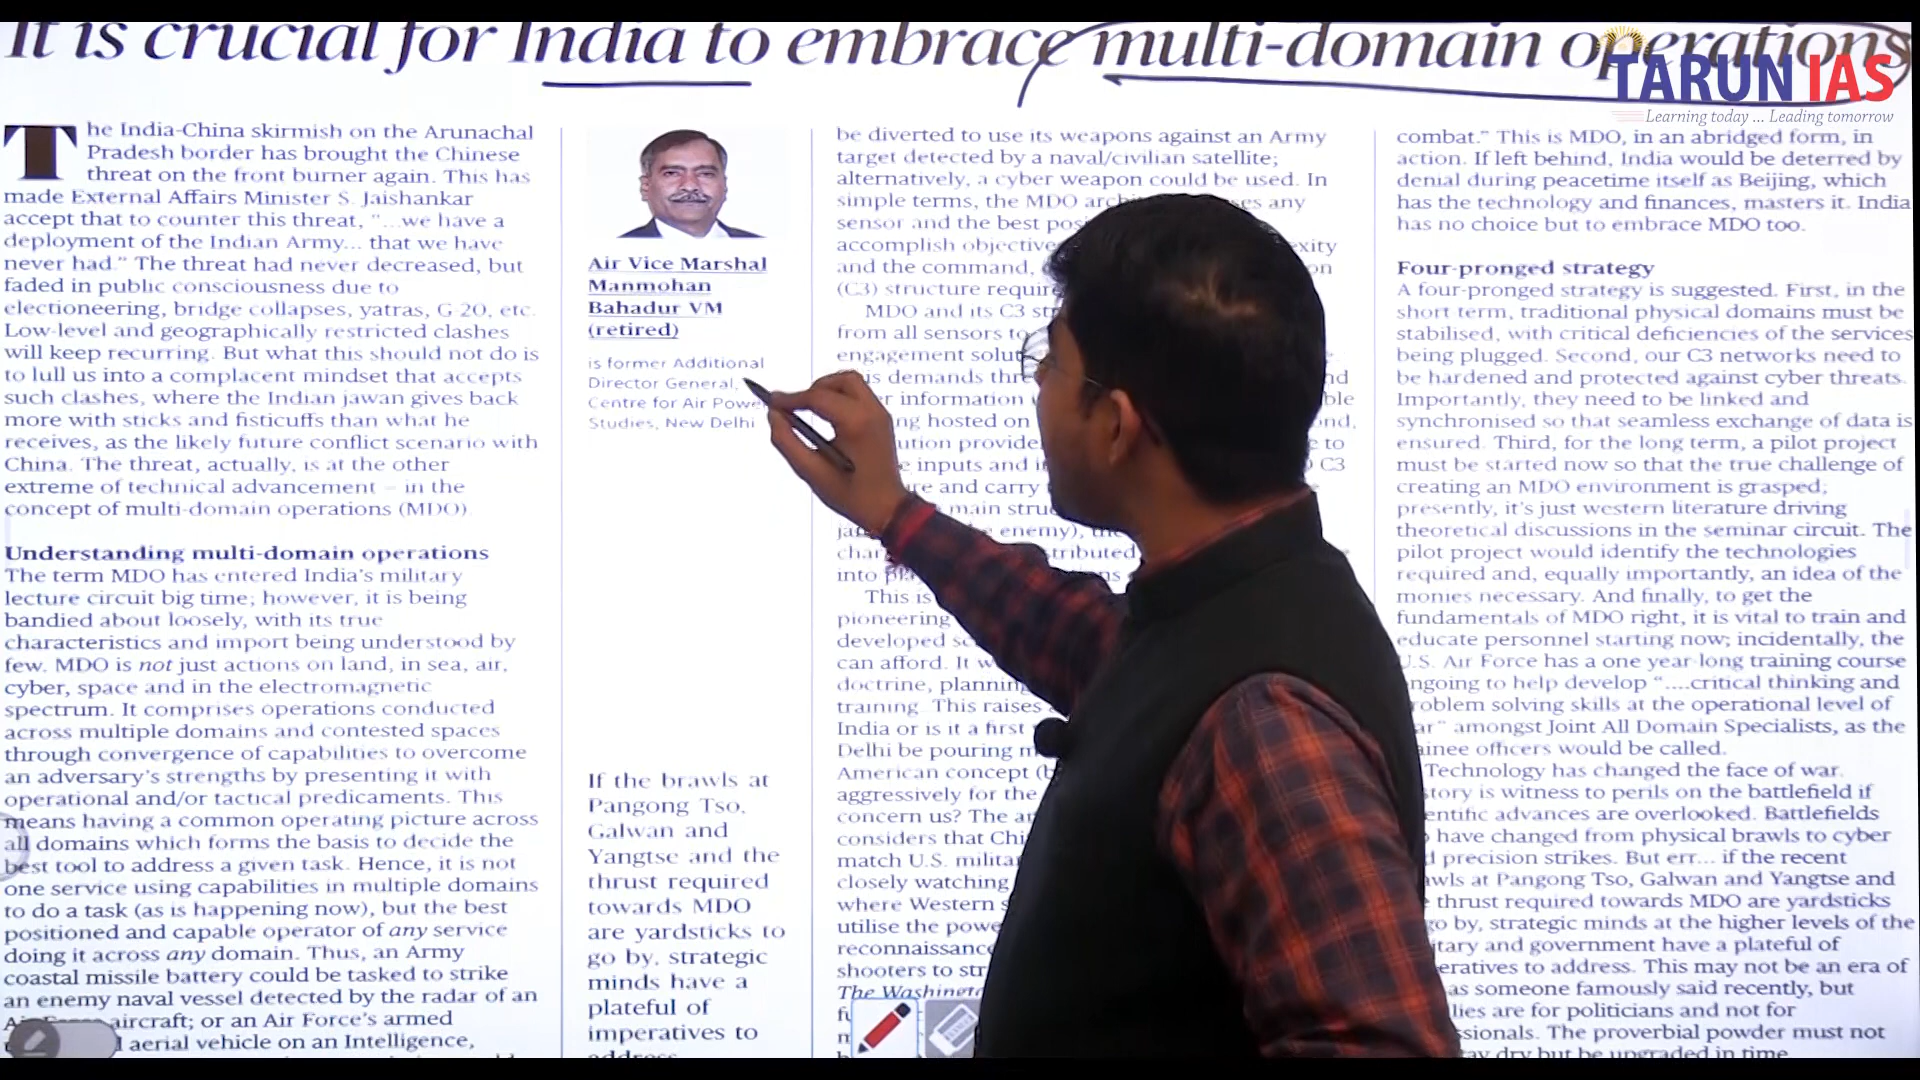 It is crucial for India to embrace multi-domain operations
TARUN IAS
Learning today ... Leading tomorrow
The India-China skirmish on the Arunachal
Pradesh border has brought the Chinese
threat on the front burner again. This has
made External Affairs Minister S. Jaishankar
accept that to counter this threat, "...we have a
deployment of the Indian Army... that we have
never had." The threat had never decreased, but
faded in public consciousness due to
electioneering, bridge collapses, yatras, G-20, etc.
Low-level and geographically restricted clashes
will keep recurring. But what this should not do is
to lull us into a complacent mindset that accepts
such clashes, where the Indian jawan gives back
more with sticks and fisticuffs than what he
receives, as the likely future conflict scenario with
China. The threat, actually, is at the other
extreme of technical advancement – in the
concept of multi-domain operations (MDO)
Understanding multi-domain operations
The term MDO has entered India's military
lecture circuit big time; however, it is being
bandied about loosely, with its true
characteristics and import being understood by
few. MDO is not just actions on land, in sea, air,
cyber, space and in the electromagnetic
spectrum. It comprises operations conducted
across multiple domains and contested spaces
through convergence of capabilities to overcome
an adversary's strengths by presenting it with
operational and/or tactical predicaments. This
means having a common operating picture across
all domains which forms the basis to decide the
best tool to address a given task. Hence, it is not
one service using capabilities in multiple domains
to do a task (as is happening now), but the best
positioned and capable operator of any service
doing it across any domain. Thus, an Army
coastal missile battery could be tasked to strike
an enemy naval vessel detected by the radar of an
aircraft; or an Air Force's armed
aerial vehicle on an Intelligence,
Air Vice Marshal
Manmohan
Bahadur VM
(retired)
is former Additional
Director General,
Centre for Air Power
Studies, New Delhi
If the brawls at
Pangong Tso,
Galwan and
Yangtse and the
thrust required
towards MDO
are yardsticks to
go by, strategic
minds have a
plateful of
imperatives to
address
be diverted to use its weapons against an Army
target detected by a naval/civilian satellite;
alternatively, a cyber weapon could be used. In
simple terms, the MDO any
sensor and the best
accomplish
and the command,
(C3) structure
MDO and its C3
from all sensors to
engagement
demands
information
hosted on
provide to
inputs and C3
and carry
main
enemy),
into
This is
pioneering
developed
can afford. It
doctrine, planning
training. This raises
India or is it a first
Delhi be pouring
American concept
aggressively for the
concern us? The
considers that
match U.S.
closely watching
where Western
utilise the
reconnaissance
shooters to
The
combat." This is MDO, in an abridged form, in
action. If left behind, India would be deterred by
denial during peacetime itself as Beijing, which
has the technology and finances, masters it. India
has no choice but to embrace MDO too.
Four-pronged strategy
A four-pronged strategy is suggested. First, in the
short term, traditional physical domains must be
stabilised, with critical deficiencies of the services
being plugged. Second, our C3 networks need to
be hardened and protected against cyber threats.
Importantly, they need to be linked and
synchronised so that seamless exchange of data is
ensured. Third, for the long term, a pilot project
must be started now so that the true challenge of
creating an MDO environment is grasped;
presently, it's just western literature driving
theoretical discussions in the seminar circuit. The
pilot project would identify the technologies
required and, equally importantly, an idea of the
monies necessary. And finally, to get the
fundamentals of MDO right, it is vital to train and
educate personnel starting now; incidentally, the
U.S. Air Force has a one year long training course
ongoing to help develop "....critical thinking and
problem solving skills at the operational level of
war" amongst Joint All Domain Specialists, as the
trainee officers would be called.
Technology has changed the face of war.
is witness to perils on the battlefield if
advances are overlooked. Battlefields
have changed from physical brawls to cyber
precision strikes. But err... if the recent
at Pangong Tso, Galwan and Yangtse and
thrust required towards MDO are yardsticks
go by, strategic minds at the higher levels of the
and government have a plateful of
to address. This may not be an era of
as someone famously said recently, but
are for politicians and not for
The proverbial powder must not
dry but be upgraded in time